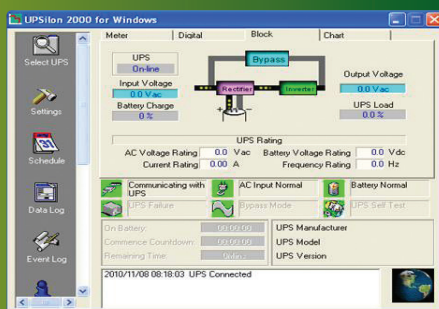 UPSilon 2000 for Windows
Meter Digital Block Chart
Select UPS
Settings
Schedule
Data Log
Event Log
UPS
On-line
Input Voltage
0.0 Vac
Battery Charge
0 %
Bypass
Rectifier
Inverter
Output Voltage
0.0 Vac
UPS Load
0.0 %
UPS Rating
AC Voltage Rating 0.0 Vac Battery Voltage Rating 0.0 Vdc
Current Rating 0.00 A Frequency Rating 0.0 Hz
Communicating with UPS
AC Input Normal
Battery Normal
UPS Failure
Bypass Mode
UPS Self Test
On Battery: 00:00:00
Commence Countdown: 00:00:00
Remaining Time:
UPS Manufacturer
UPS Model
UPS Version
2010/11/08 08:18:03 UPS Connected